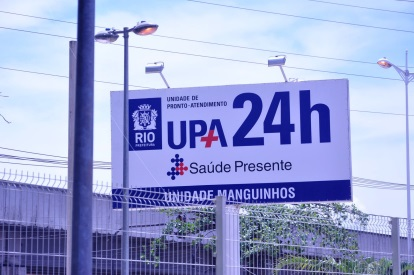 UNIDADE DE
PRONTO-ATENDIMENTO
RIO
PREFEITURA
UPA 24h
Saúde Presente
UNIDADE MANGUINHOS